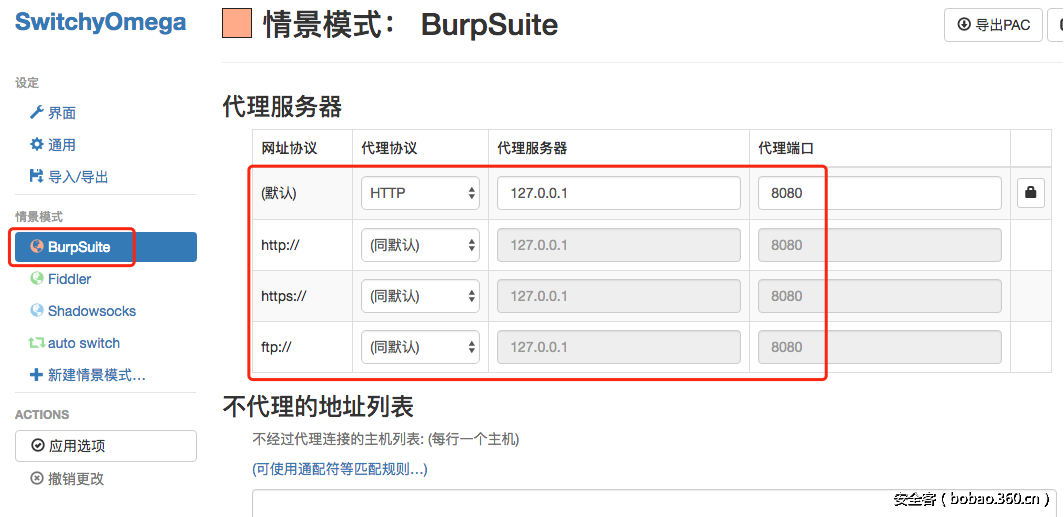 SwitchyOmega
情景模式： BurpSuite
导出PAC
设定
界面
通用
导入/导出
情景模式
BurpSuite
Fiddler
Shadowsocks
auto switch
新建情景模式...
ACTIONS
应用选项
撤销更改
代理服务器
网址协议 代理协议 代理服务器 代理端口
(默认) HTTP 127.0.0.1 8080
http:// (同默认) 127.0.0.1 8080
https:// (同默认) 127.0.0.1 8080
ftp:// (同默认) 127.0.0.1 8080
不代理的地址列表
不经过代理连接的主机列表: (每行一个主机)
(可使用通配符等匹配规则...)
安全客 ( bobao.360.cn )